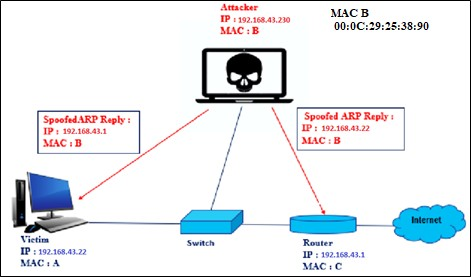 Attacker
IP : 192.168.43.230
MAC : B
MAC B
00:0C:29:25:38:90
SpoofedARP Reply :
IP : 192.168.43.1
MAC : B
Spoofed ARP Reply :
IP : 192.168.43.22
MAC : B
Victim
IP : 192.168.43.22
MAC : A
Switch
Router
IP : 192.168.43.1
MAC : C
Internet